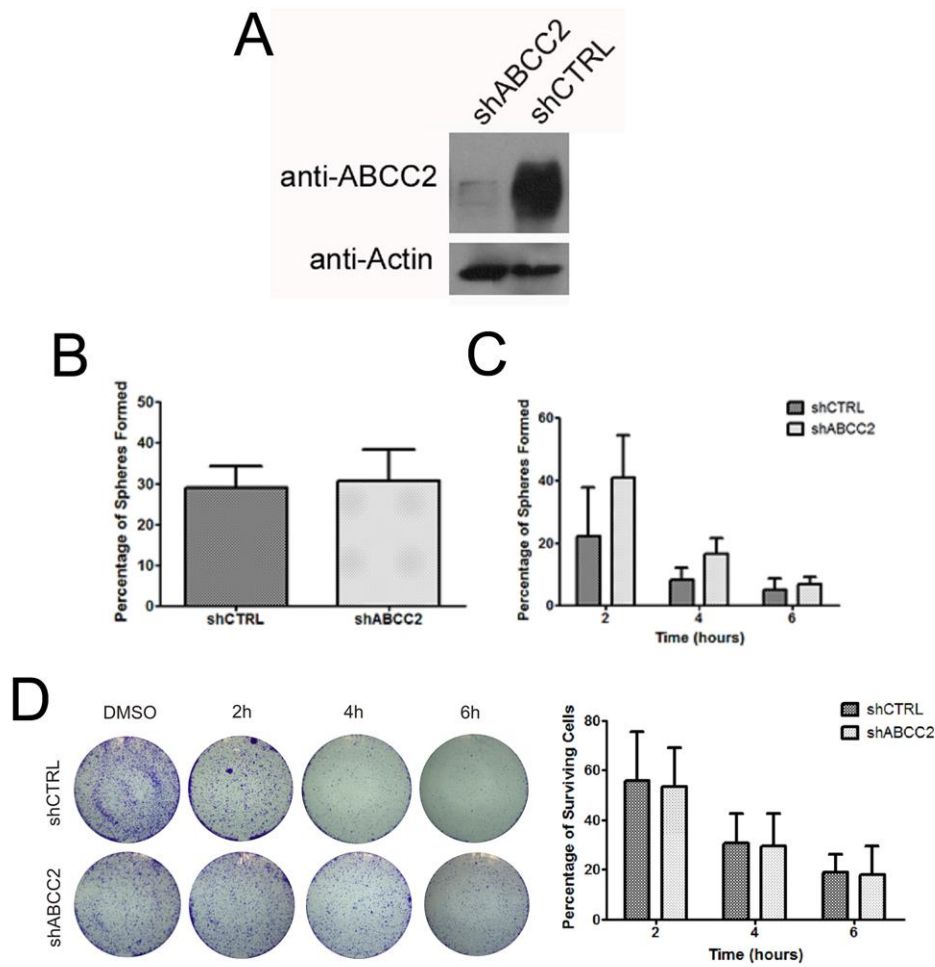 A
shABCC2
shCTRL
anti-ABCC2
anti-Actin
B
Percentage of Spheres Formed
50
40
30
20
10
0
shCTRL
shABCC2
C
Percentage of Spheres Formed
60
40
20
0
2
4
6
Time (hours)
shCTRL
shABCC2
D
DMSO
2h
4h
6h
shCTRL
shABCC2
Percentage of Surviving Cells
80
60
40
20
0
2
4
6
Time (hours)
shCTRL
shABCC2